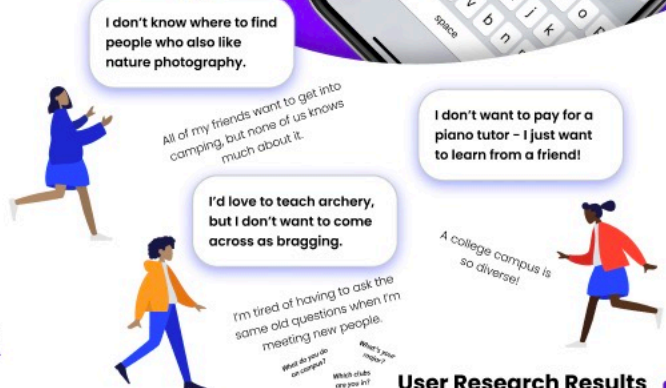 I don't know where to find
people who also like
nature photography.
space
v
b
n
j
k
o
p
All of my friends want to get into
camping, but none of us knows
much about it.
I don't want to pay for a
piano tutor - I just want
to learn from a friend!
I'd love to teach archery,
but I don't want to come
across as bragging.
A college campus is
so diverse!
I'm tired of having to ask the
same old questions when I'm
meeting new people.
What do you do
on campus?
What's your
major?
Which clubs
are you in?
User Research Results